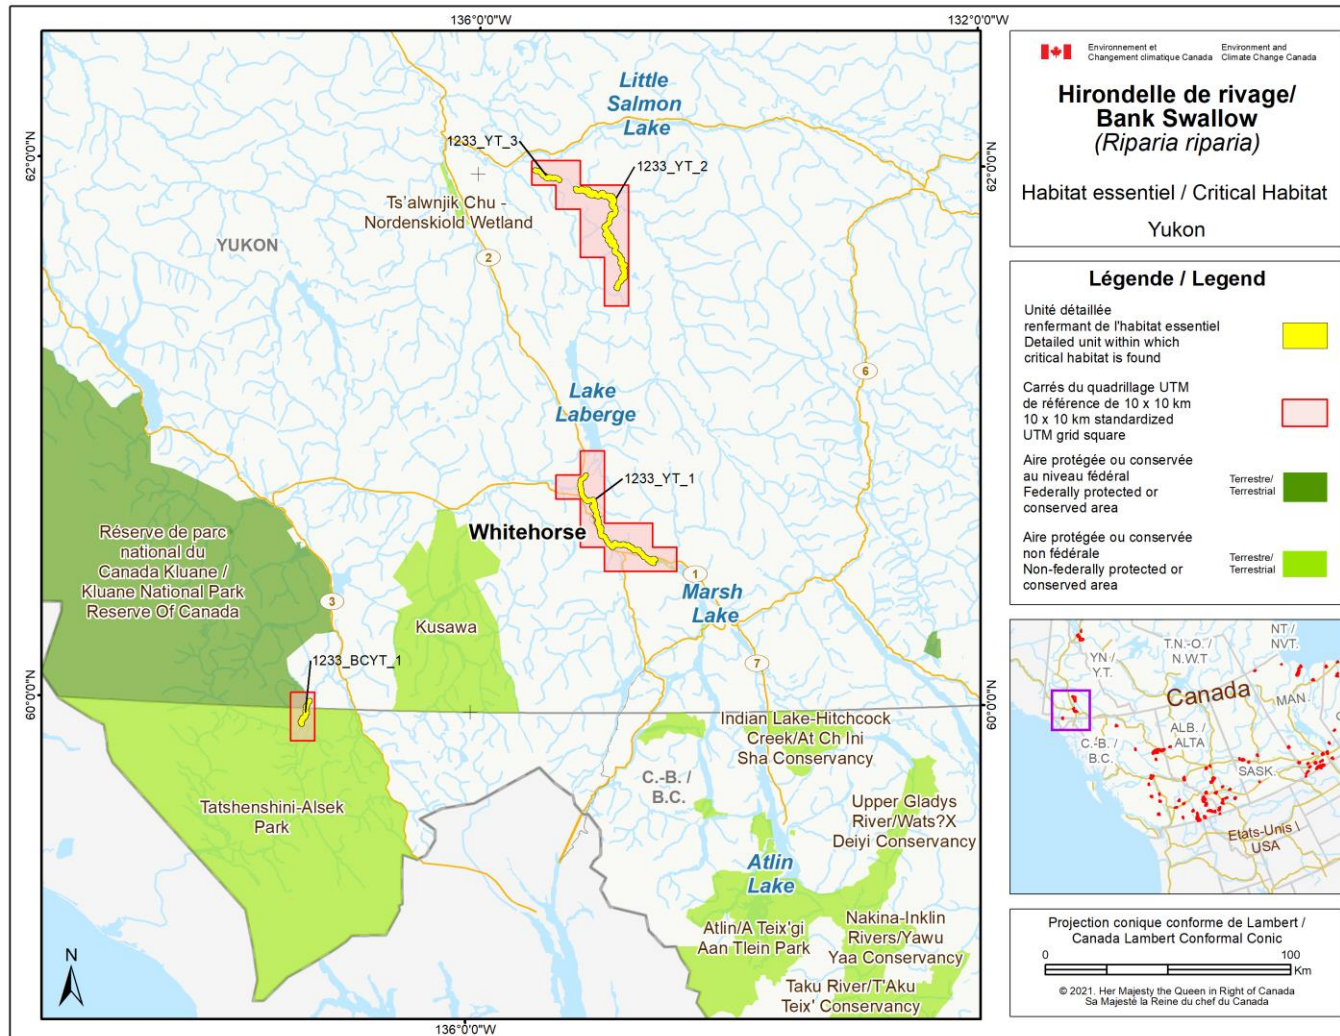 136°0'0"W
132°0'0"W
62°0'0"N
62°0'0"N
60°0'0"N
60°0'0"N
136°0'0"W
Little
Salmon
Lake
1233_YT_3
1233_YT_2
Ts'alwnjik Chu -
Nordenskiold Wetland
YUKON
2
6
Lake
Laberge
1233_YT_1
Whitehorse
Réserve de parc
national du
Canada Kluane /
Kluane National Park
Reserve Of Canada
1
Marsh
Lake
3
Kusawa
1233_BCYT_1
7
Indian Lake-Hitchcock
Creek/At Ch Ini
Sha Conservancy
C.-B. /
B.C.
Tatshenshini-Alsek
Park
Upper Gladys
River/Wats?X
Deiyi Conservancy
Atlin
Lake
Atlin/A Teix'gi
Aan Tlein Park
Nakina-Inklin
Rivers/Yawu
Yaa Conservancy
Taku River/T'Aku
Teix' Conservancy
N
Environnement et
Changement climatique Canada
Environment and
Climate Change Canada
Hirondelle de rivage/
Bank Swallow
(Riparia riparia)
Habitat essentiel / Critical Habitat
Yukon
Légende / Legend
Unité détaillée
renfermant de l'habitat essentiel
Detailed unit within which
critical habitat is found
Carrés du quadrillage UTM
de référence de 10 x 10 km
10 x 10 km standardized
UTM grid square
Aire protégée ou conservée
au niveau fédéral
Federally protected or
conserved area
Terrestre/
Terrestrial
Aire protégée ou conservée
non fédérale
Non-federally protected or
conserved area
Terrestre/
Terrestrial
YN /
Y.T.
T.N.-O. /
N.W.T
NT /
NVT.
Canada
MAN.
ALB. /
ALTA
C.-B. /
B.C.
SASK.
Etats-Unis \
USA
Projection conique conforme de Lambert /
Canada Lambert Conformal Conic
0 100
Km
© 2021. Her Majesty the Queen in Right of Canada
Sa Majesté la Reine du chef du Canada